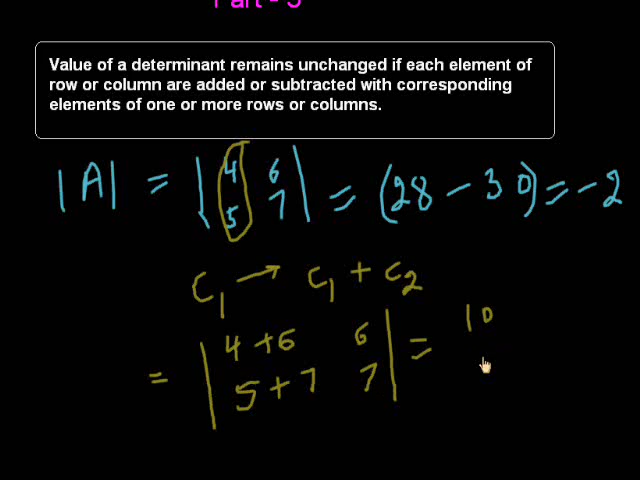 Part - 5
Value of a determinant remains unchanged if each element of
row or column are added or subtracted with corresponding
elements of one or more rows or columns.
|A| = |4 6| = (28 - 30) = -2
|5 7|
C₁ → C₁ + C₂
= |4+6 6| = 10
|5+7 7|